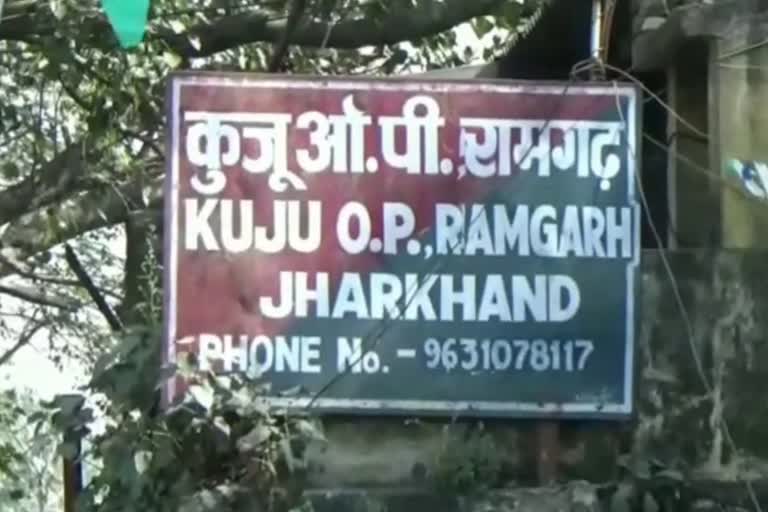 कुजू ओ.पी., रामगढ़
KUJU O.P., RAMGARH
JHARKHAND
PHONE No. - 9631078117